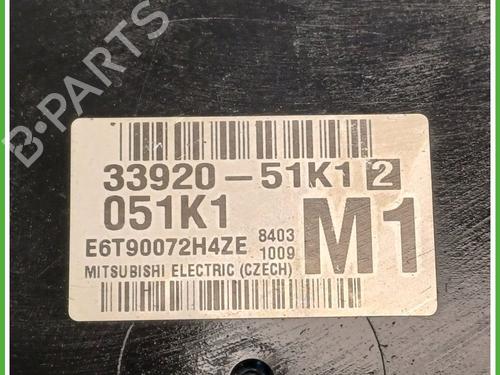 B-PARTS
33920-51K1 2
051K1
M1
E6T90072H4ZE
8403
1009
MITSUBISHI ELECTRIC (CZECH)
H